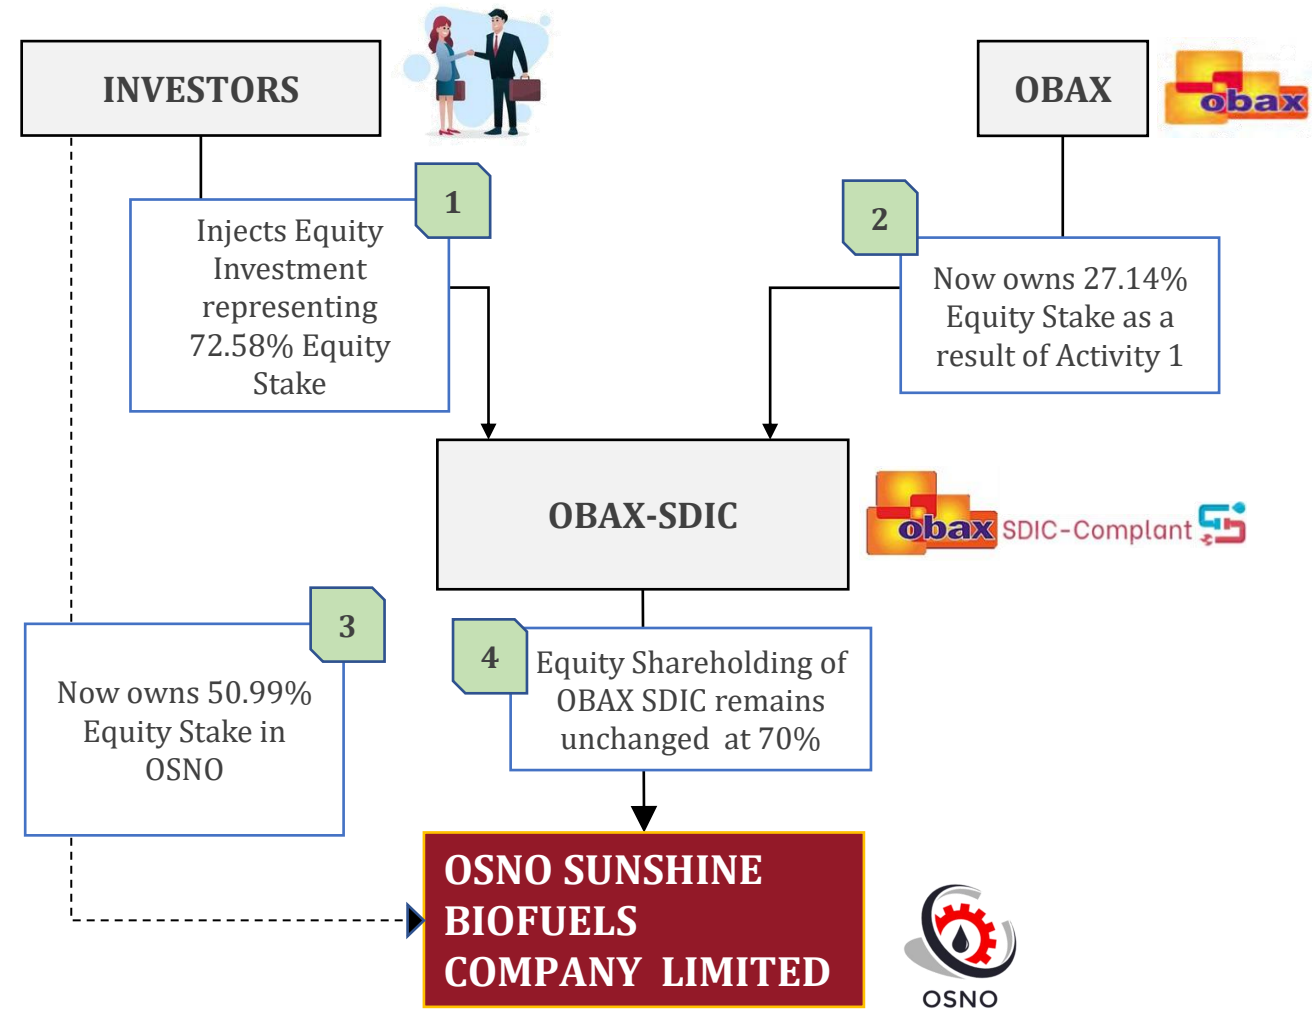 INVESTORS
OBAX
obax
1
Injects Equity
Investment
representing
72.58% Equity
Stake
2
Now owns 27.14%
Equity Stake as a
result of Activity 1
OBAX-SDIC
obax
SDIC-Complant
3
Now owns 50.99%
Equity Stake in
OSNO
4
Equity Shareholding of
OBAX SDIC remains
unchanged at 70%
OSNO SUNSHINE
BIOFUELS
COMPANY LIMITED
OSNO